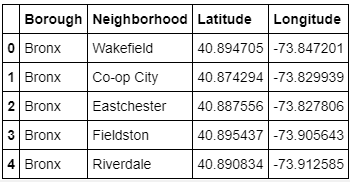 Borough Neighborhood Latitude Longitude
0 Bronx Wakefield 40.894705 -73.847201
1 Bronx Co-op City 40.874294 -73.829939
2 Bronx Eastchester 40.887556 -73.827806
3 Bronx Fieldston 40.895437 -73.905643
4 Bronx Riverdale 40.890834 -73.912585